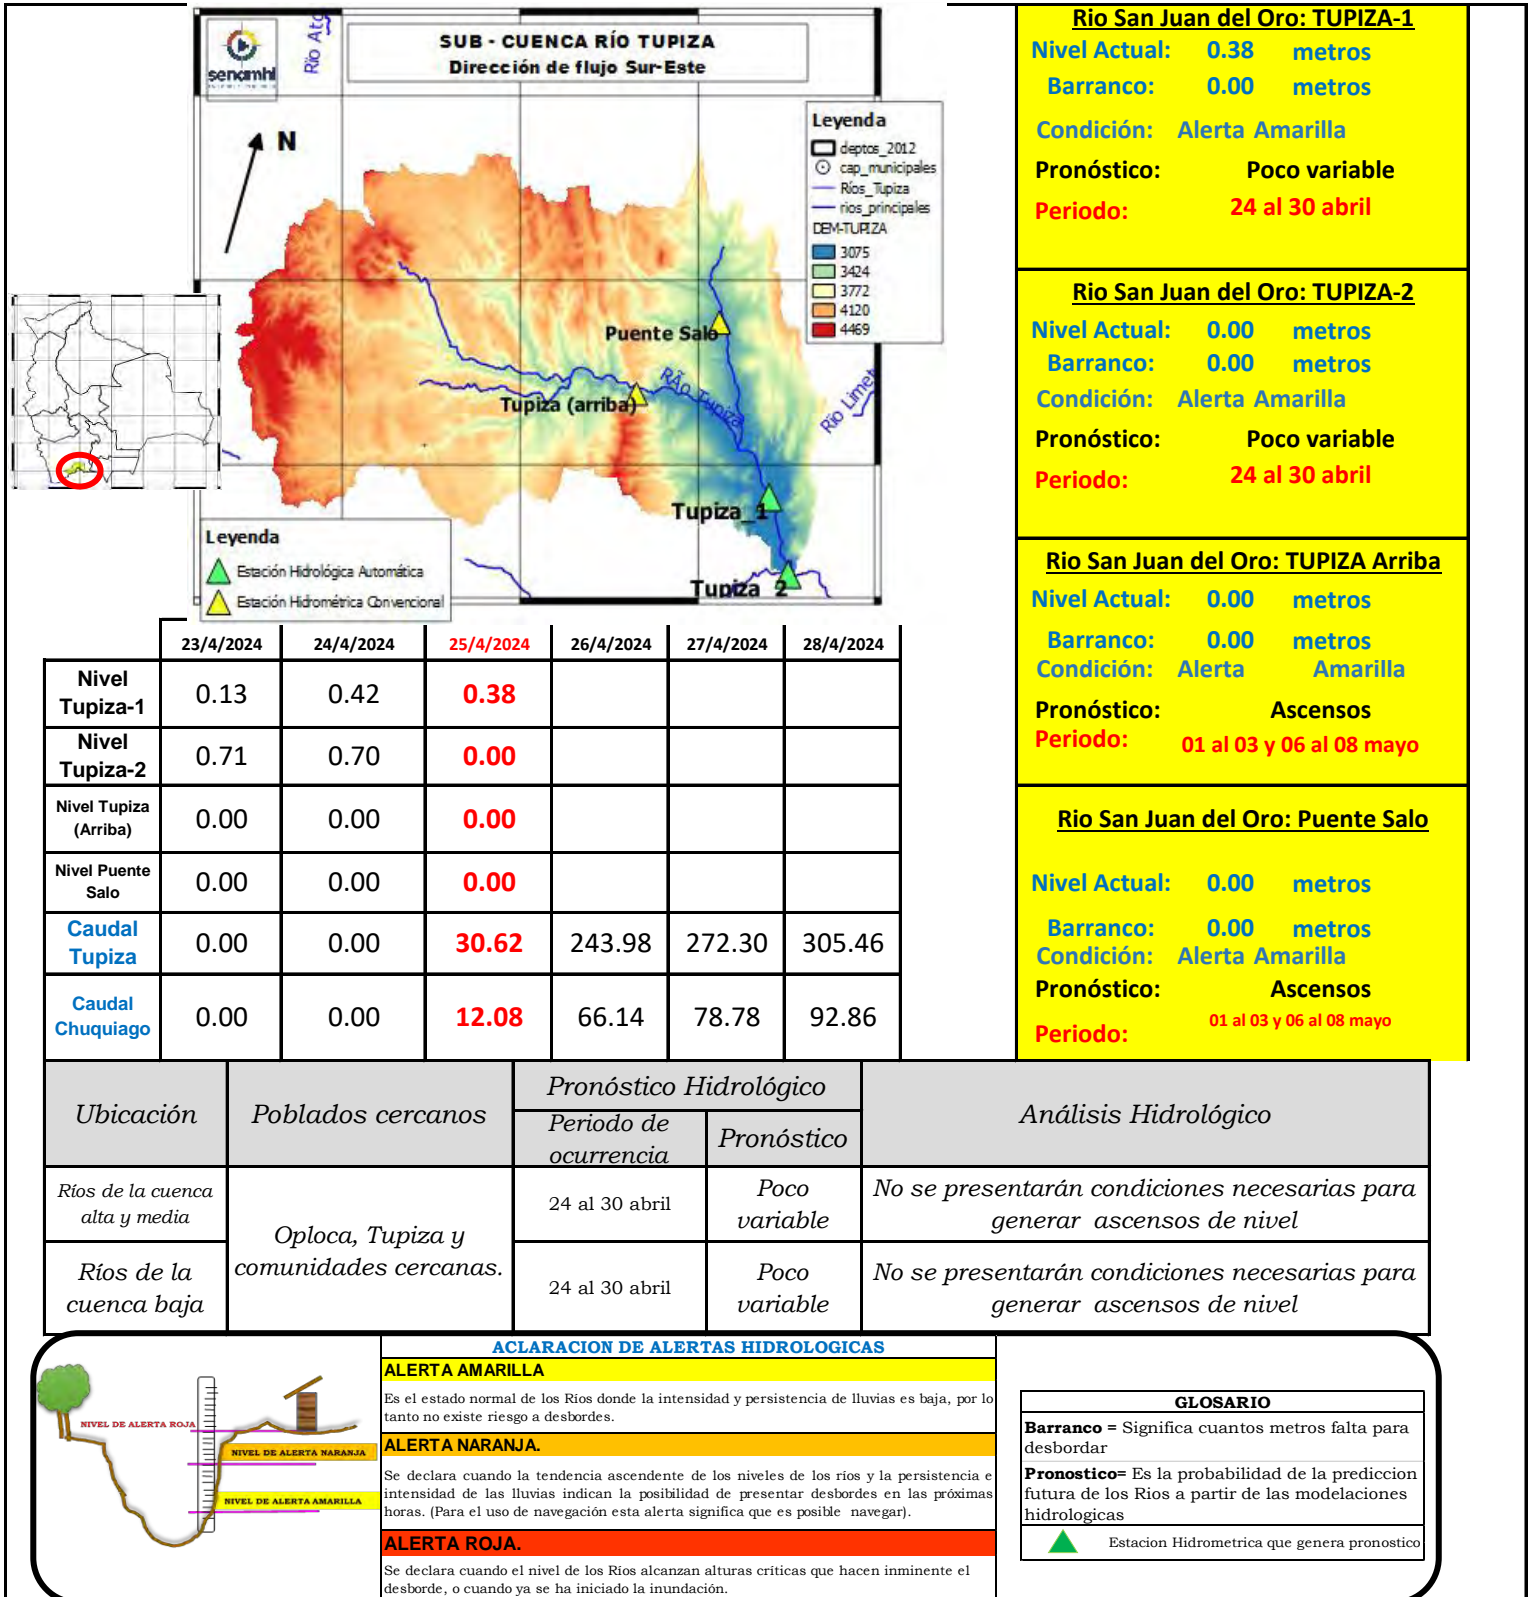 senamhi
Río Ato
SUB - CUENCA RÍO TUPIZA
Dirección de flujo Sur-Este
N
Leyenda
deptos_2012
cap_municipales
Ríos_Tupiza
rios_principales
DEM-TUPIZA
3075
3424
3772
4120
4469
Puente Salo
RÃo Tupiza
Tupiza (arriba)
Rio Limet
Tupiza_1
Tupiza_2
Leyenda
Estación Hidrológica Automática
Estación Hidrométrica Convencional
Rio San Juan del Oro: TUPIZA-1
Nivel Actual: 0.38 metros
Barranco: 0.00 metros
Condición: Alerta Amarilla
Pronóstico: Poco variable
Periodo: 24 al 30 abril
Rio San Juan del Oro: TUPIZA-2
Nivel Actual: 0.00 metros
Barranco: 0.00 metros
Condición: Alerta Amarilla
Pronóstico: Poco variable
Periodo: 24 al 30 abril
Rio San Juan del Oro: TUPIZA Arriba
Nivel Actual: 0.00 metros
Barranco: 0.00 metros
Condición: Alerta Amarilla
Pronóstico: Ascensos
Periodo: 01 al 03 y 06 al 08 mayo
Rio San Juan del Oro: Puente Salo
Nivel Actual: 0.00 metros
Barranco: 0.00 metros
Condición: Alerta Amarilla
Pronóstico: Ascensos
Periodo: 01 al 03 y 06 al 08 mayo
23/4/2024 24/4/2024 25/4/2024 26/4/2024 27/4/2024 28/4/2024
Nivel
Tupiza-1 0.13 0.42 0.38
Nivel
Tupiza-2 0.71 0.70 0.00
Nivel Tupiza
(Arriba) 0.00 0.00 0.00
Nivel Puente
Salo 0.00 0.00 0.00
Caudal
Tupiza 0.00 0.00 30.62 243.98 272.30 305.46
Caudal
Chuquiago 0.00 0.00 12.08 66.14 78.78 92.86
Ubicación
Poblados cercanos
Pronóstico Hidrológico
Periodo de
ocurrencia
Pronóstico
Análisis Hidrológico
Ríos de la cuenca
alta y media
Oploca, Tupiza y
comunidades cercanas.
24 al 30 abril
Poco
variable
No se presentarán condiciones necesarias para
generar ascensos de nivel
Ríos de la
cuenca baja
24 al 30 abril
Poco
variable
No se presentarán condiciones necesarias para
generar ascensos de nivel
NIVEL DE ALERTA ROJA
NIVEL DE ALERTA NARANJA
NIVEL DE ALERTA AMARILLA
ACLARACION DE ALERTAS HIDROLOGICAS
ALERTA AMARILLA
Es el estado normal de los Ríos donde la intensidad y persistencia de lluvias es baja, por lo
tanto no existe riesgo a desbordes.
ALERTA NARANJA.
Se declara cuando la tendencia ascendente de los niveles de los ríos y la persistencia e
intensidad de las lluvias indican la posibilidad de presentar desbordes en las próximas
horas. (Para el uso de navegación esta alerta significa que es posible navegar).
ALERTA ROJA.
Se declara cuando el nivel de los Ríos alcanzan alturas críticas que hacen inminente el
desborde, o cuando ya se ha iniciado la inundación.
GLOSARIO
Barranco = Significa cuantos metros falta para
desbordar
Pronostico= Es la probabilidad de la prediccion
futura de los Rios a partir de las modelaciones
hidrologicas
Estacion Hidrometrica que genera pronostico